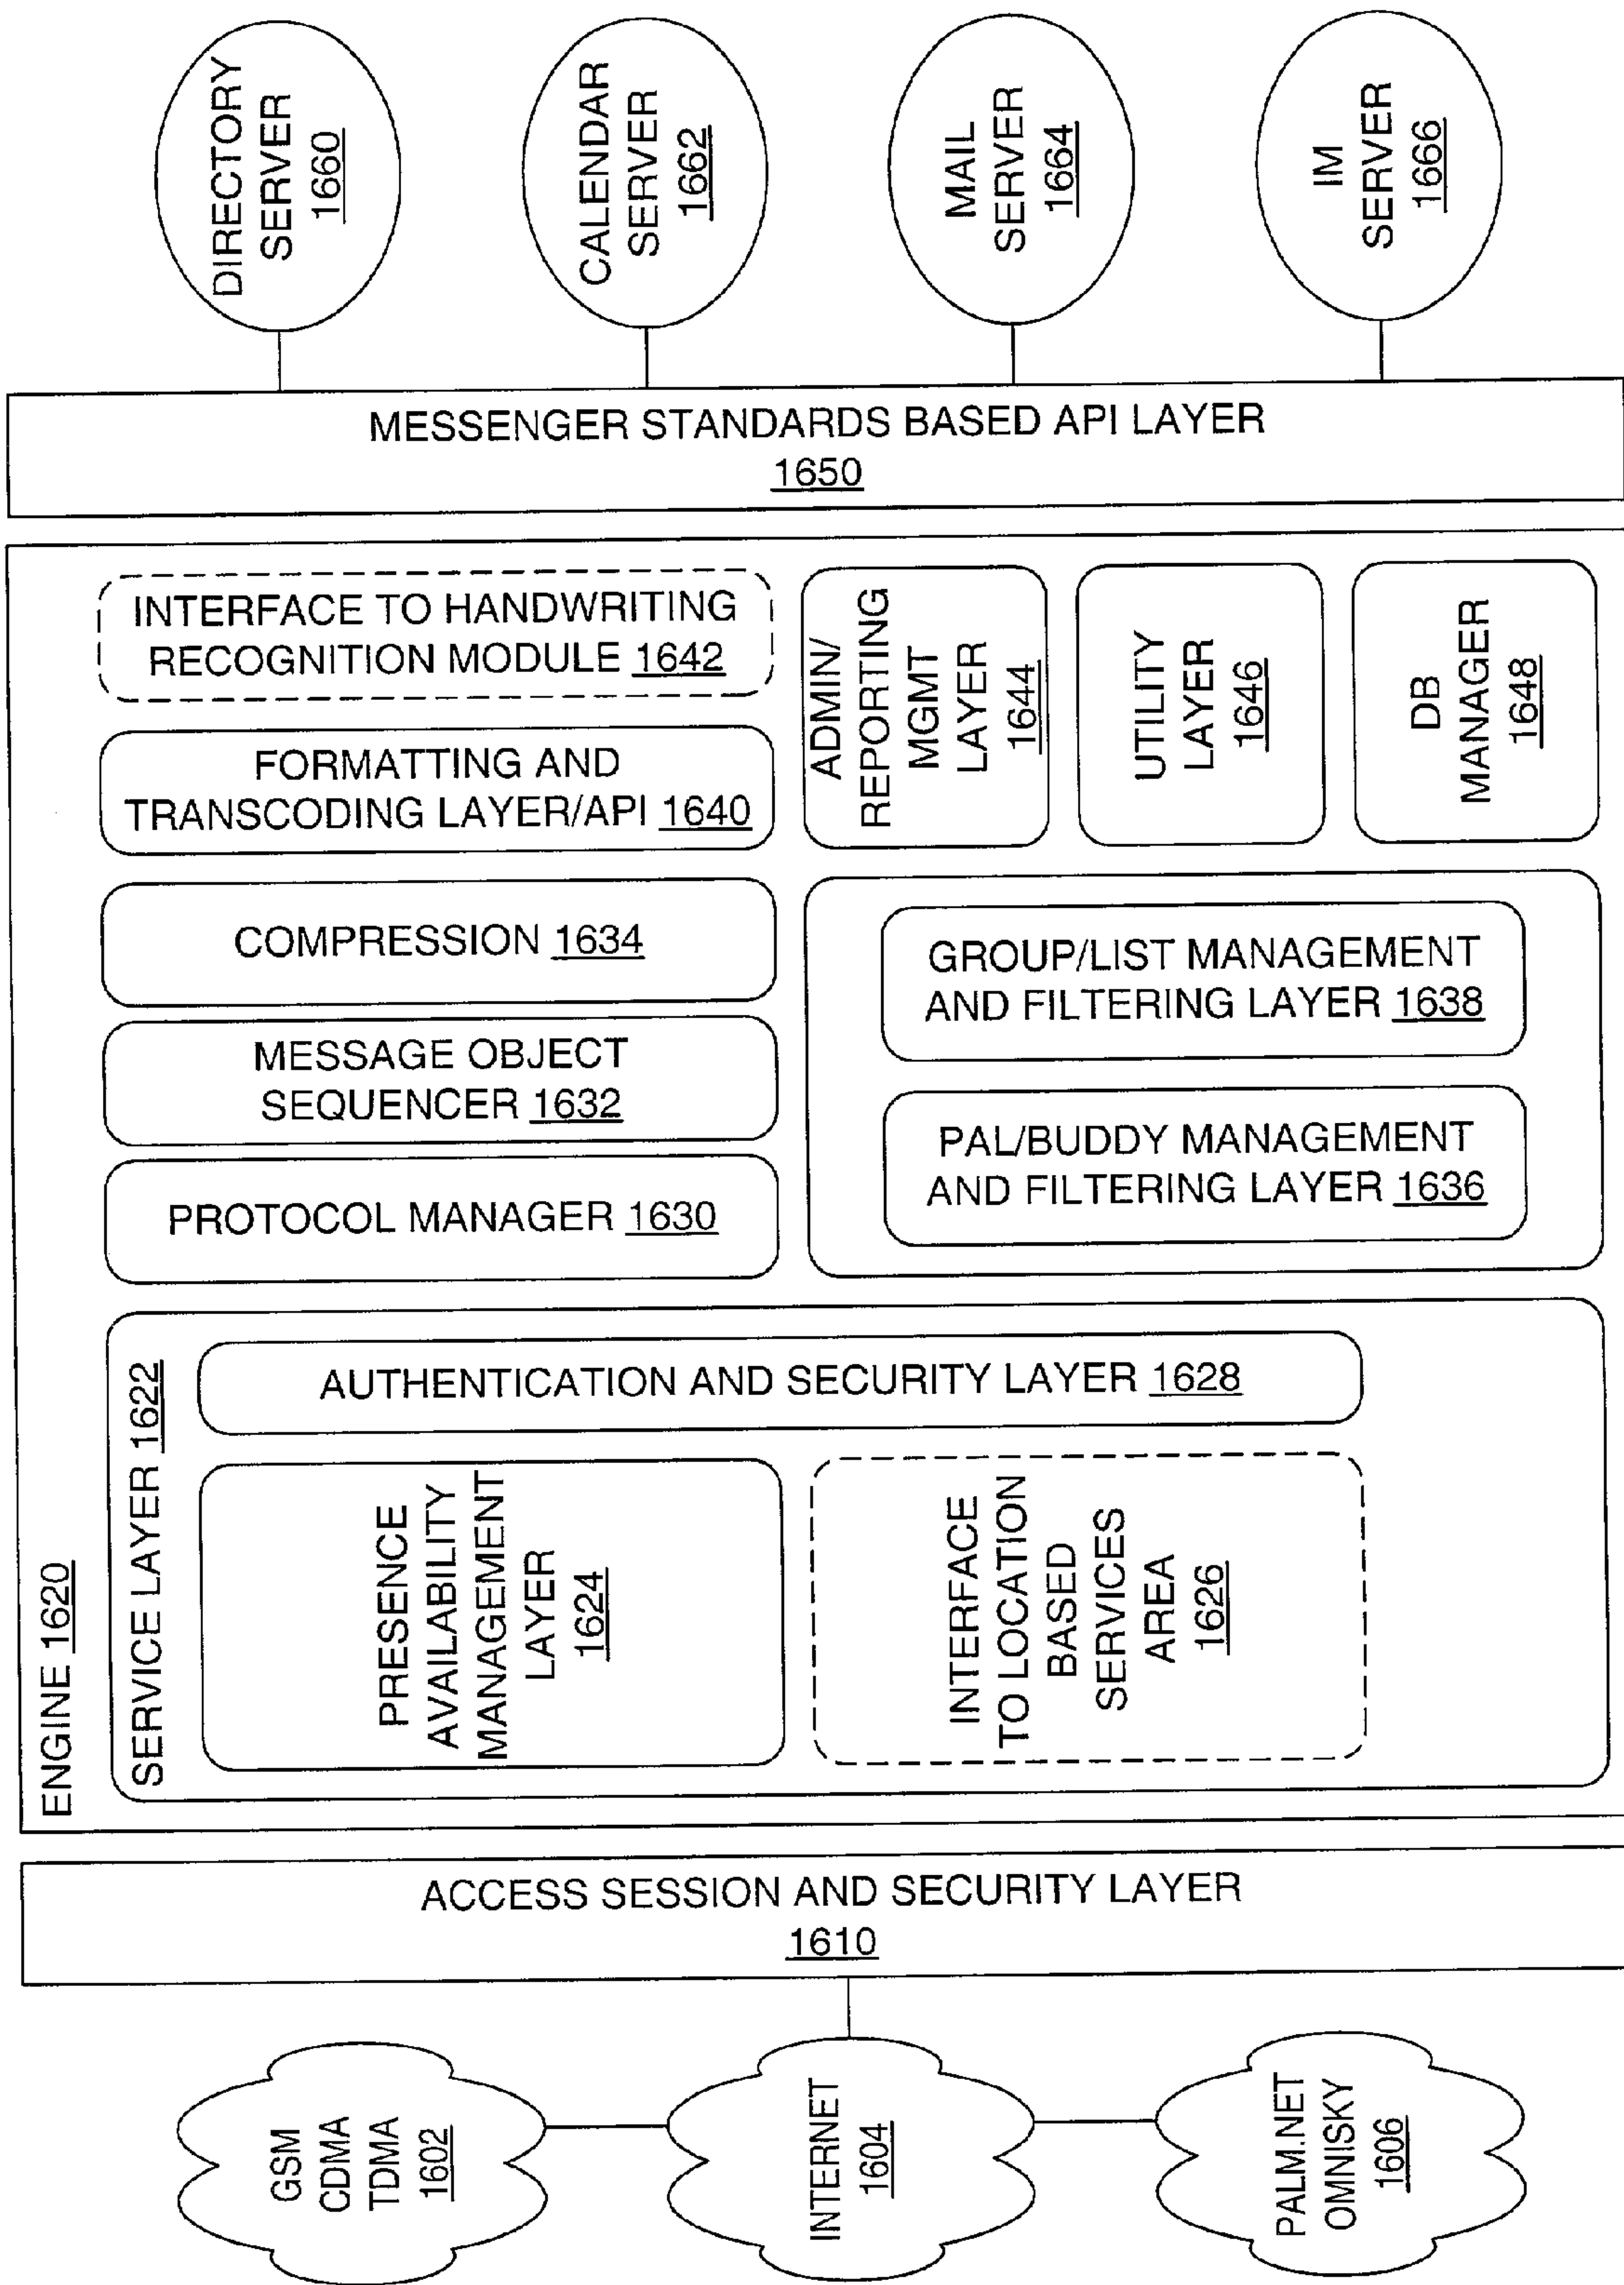 GSM
CDMA
TDMA
1602
INTERNET
1604
PALM.NET
OMNISKY
1606
ACCESS SESSION AND SECURITY LAYER
1610
ENGINE 1620
SERVICE LAYER 1622
PRESENCE
AVAILABILITY
MANAGEMENT
LAYER
1624
INTERFACE
TO LOCATION
BASED
SERVICES
AREA
1626
AUTHENTICATION AND SECURITY LAYER 1628
PROTOCOL MANAGER 1630
MESSAGE OBJECT
SEQUENCER 1632
COMPRESSION 1634
PAL/BUDDY MANAGEMENT
AND FILTERING LAYER 1636
GROUP/LIST MANAGEMENT
AND FILTERING LAYER 1638
FORMATTING AND
TRANSCODING LAYER/API 1640
INTERFACE TO HANDWRITING
RECOGNITION MODULE 1642
ADMIN/
REPORTING
MGMT
LAYER
1644
UTILITY
LAYER
1646
DB
MANAGER
1648
MESSENGER STANDARDS BASED API LAYER
1650
DIRECTORY
SERVER
1660
CALENDAR
SERVER
1662
MAIL
SERVER
1664
IM
SERVER
1666